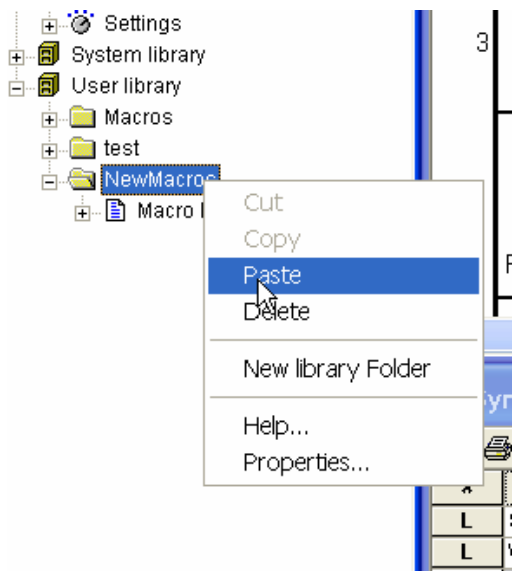 Settings
System library
User library
Macros
test
NewMacros
Macro
Cut
Copy
Paste
Delete
New library Folder
Help...
Properties...
3
L
L